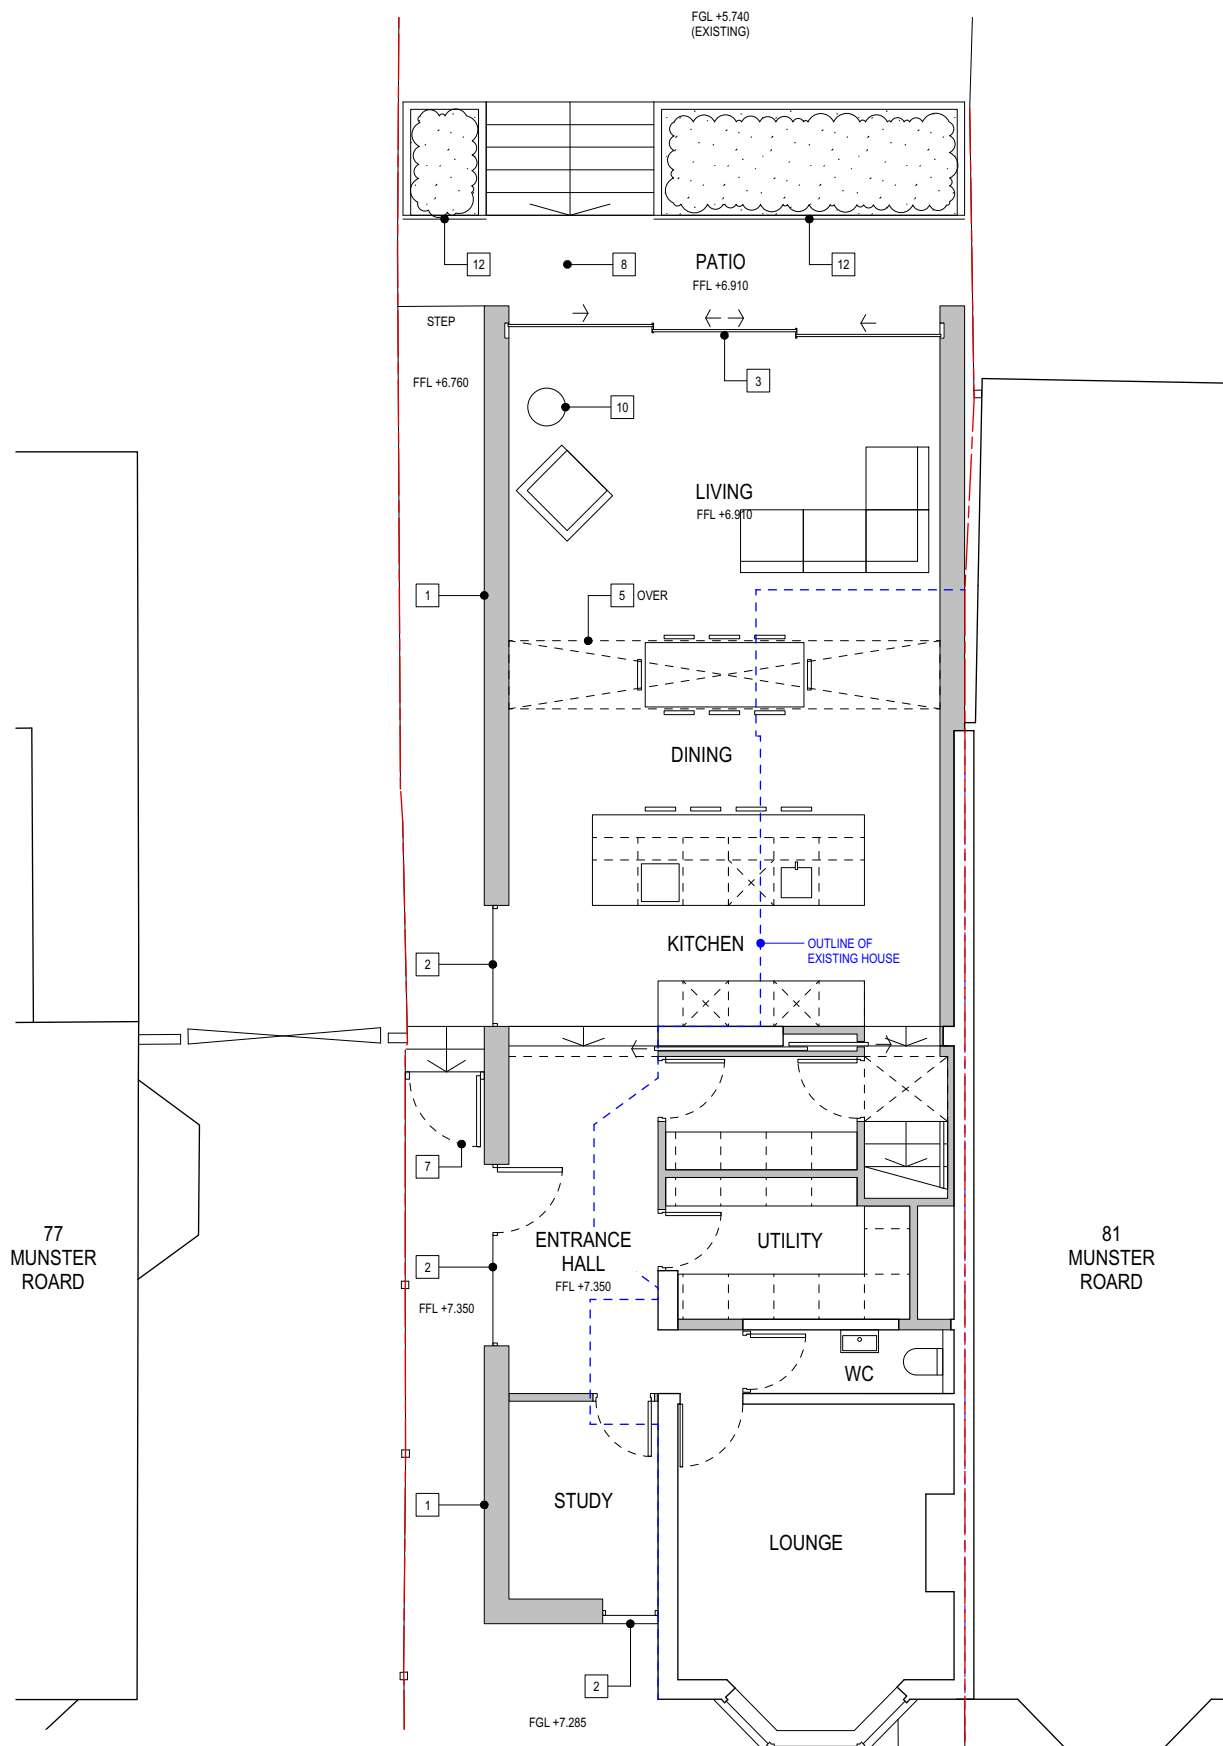 FGL +5.740
(EXISTING)
12
8
PATIO
12
FFL +6.910
STEP
FFL +6.760
3
10
LIVING
FFL +6.910
1
5 OVER
DINING
KITCHEN
OUTLINE OF
EXISTING HOUSE
2
7
77
MUNSTER
ROARD
ENTRANCE
HALL
FFL +7.350
UTILITY
81
MUNSTER
ROARD
2
FFL +7.350
WC
STUDY
1
LOUNGE
2
FGL +7.285